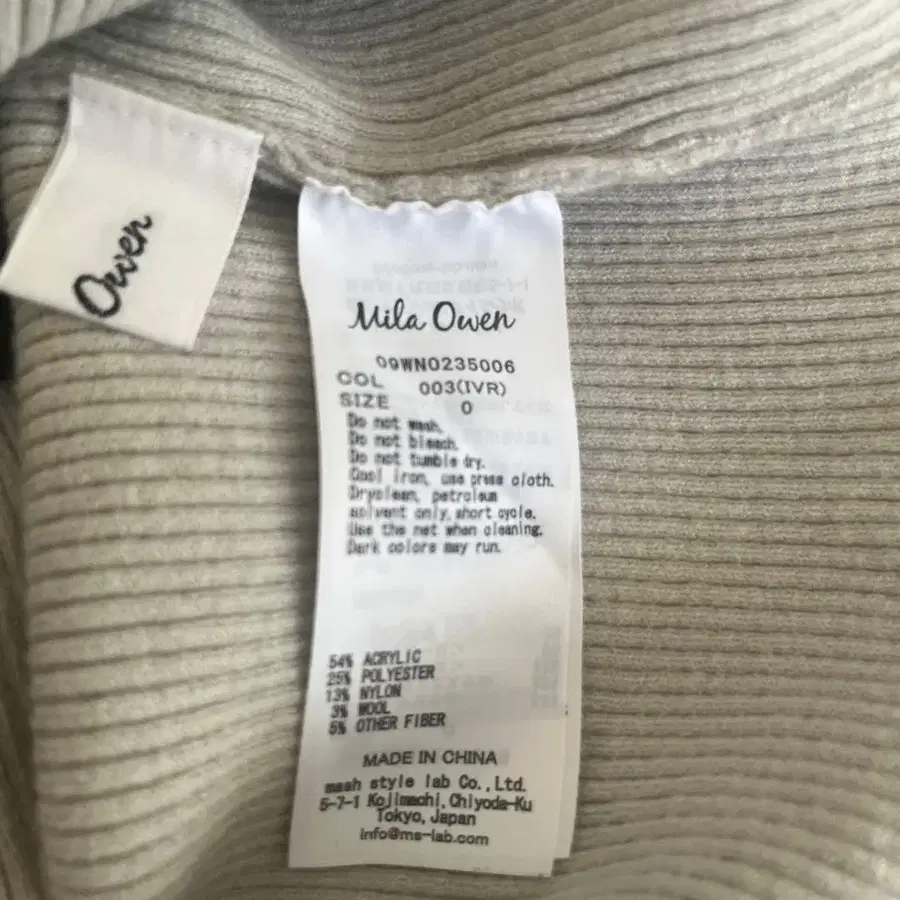 Owen
Mila Owen
09WN0235006
COL 003(IVR)
SIZE 0
Do not wash.
Do not bleach.
Do not tumble dry.
Cool iron, use press cloth.
Dryclean, petroleum
solvent only, short cycle.
Use the net when cleaning.
Dark colors may run.
54% ACRYLIC
25% POLYESTER
13% NYLON
3% WOOL
5% OTHER FIBER
MADE IN CHINA
mash style lab Co.,Ltd.
5-7-1 Kojimachi,Chiyoda-Ku
Tokyo,Japan
info@ms-lab.com